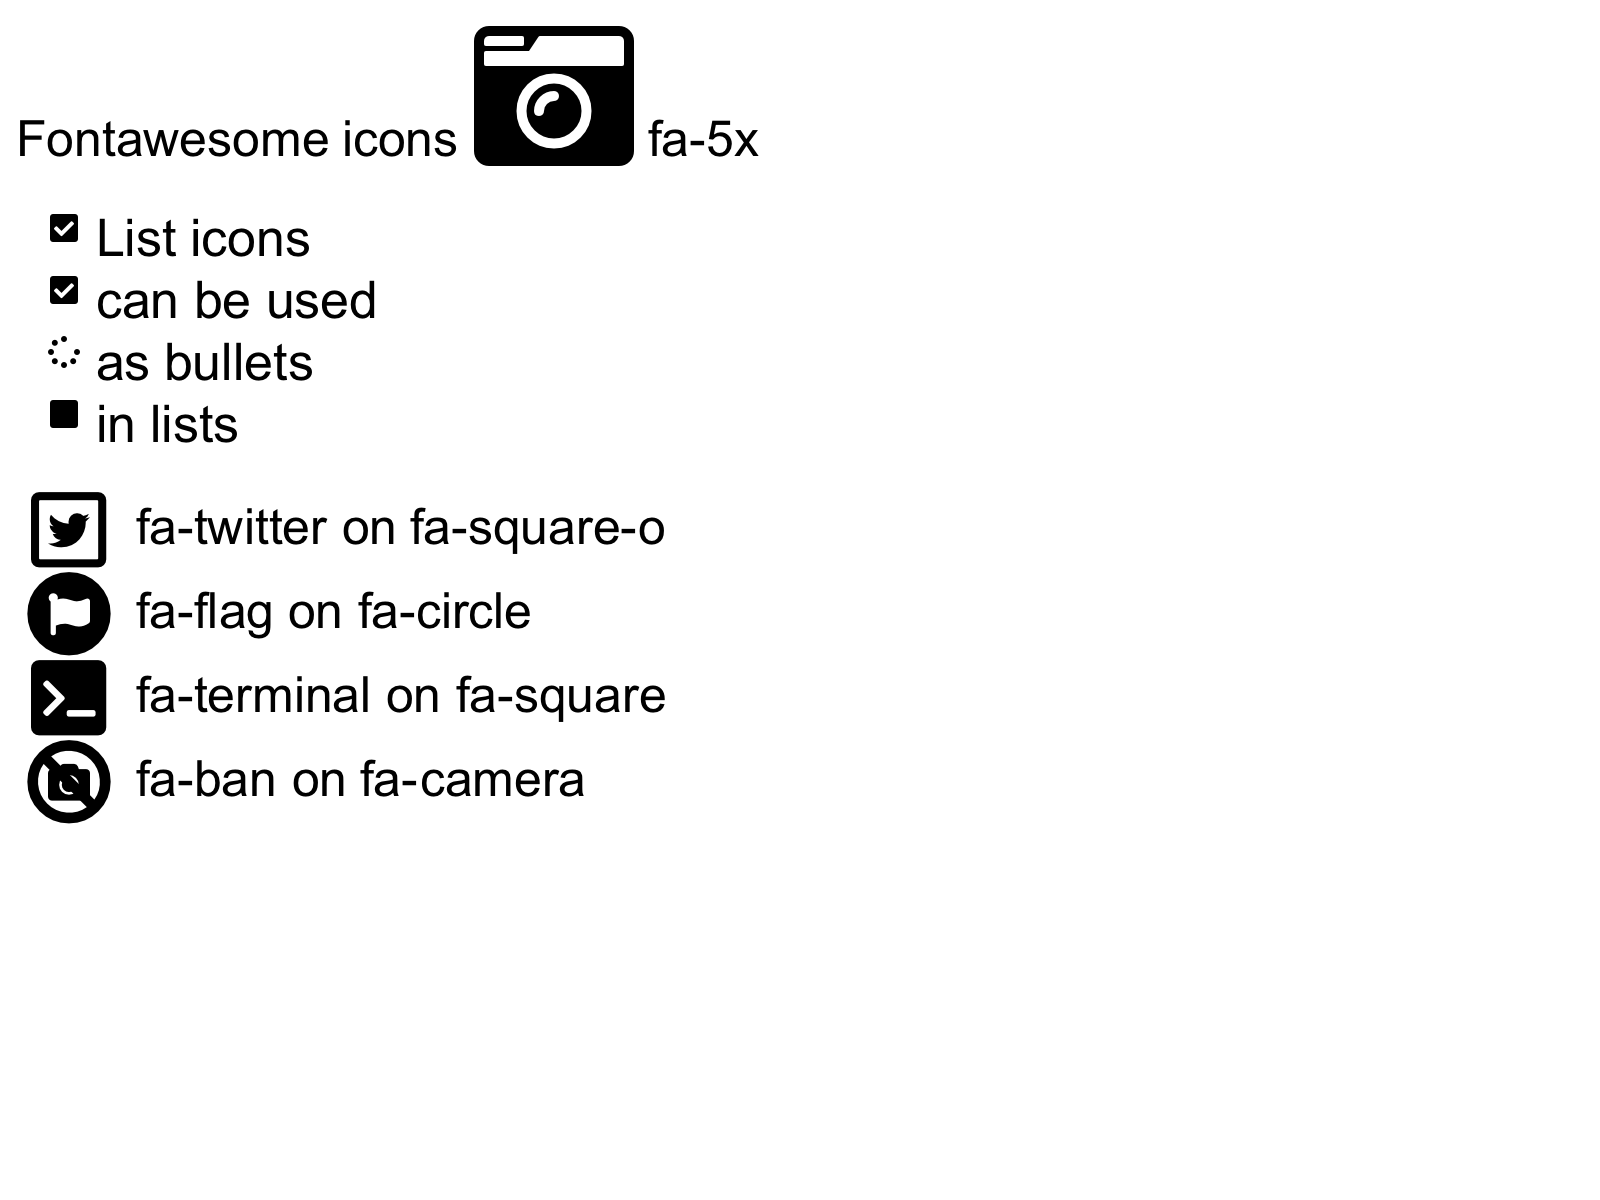 Fontawesome icons fa-5x
List icons
can be used
as bullets
in lists
fa-twitter on fa-square-o
fa-flag on fa-circle
fa-terminal on fa-square
fa-ban on fa-camera